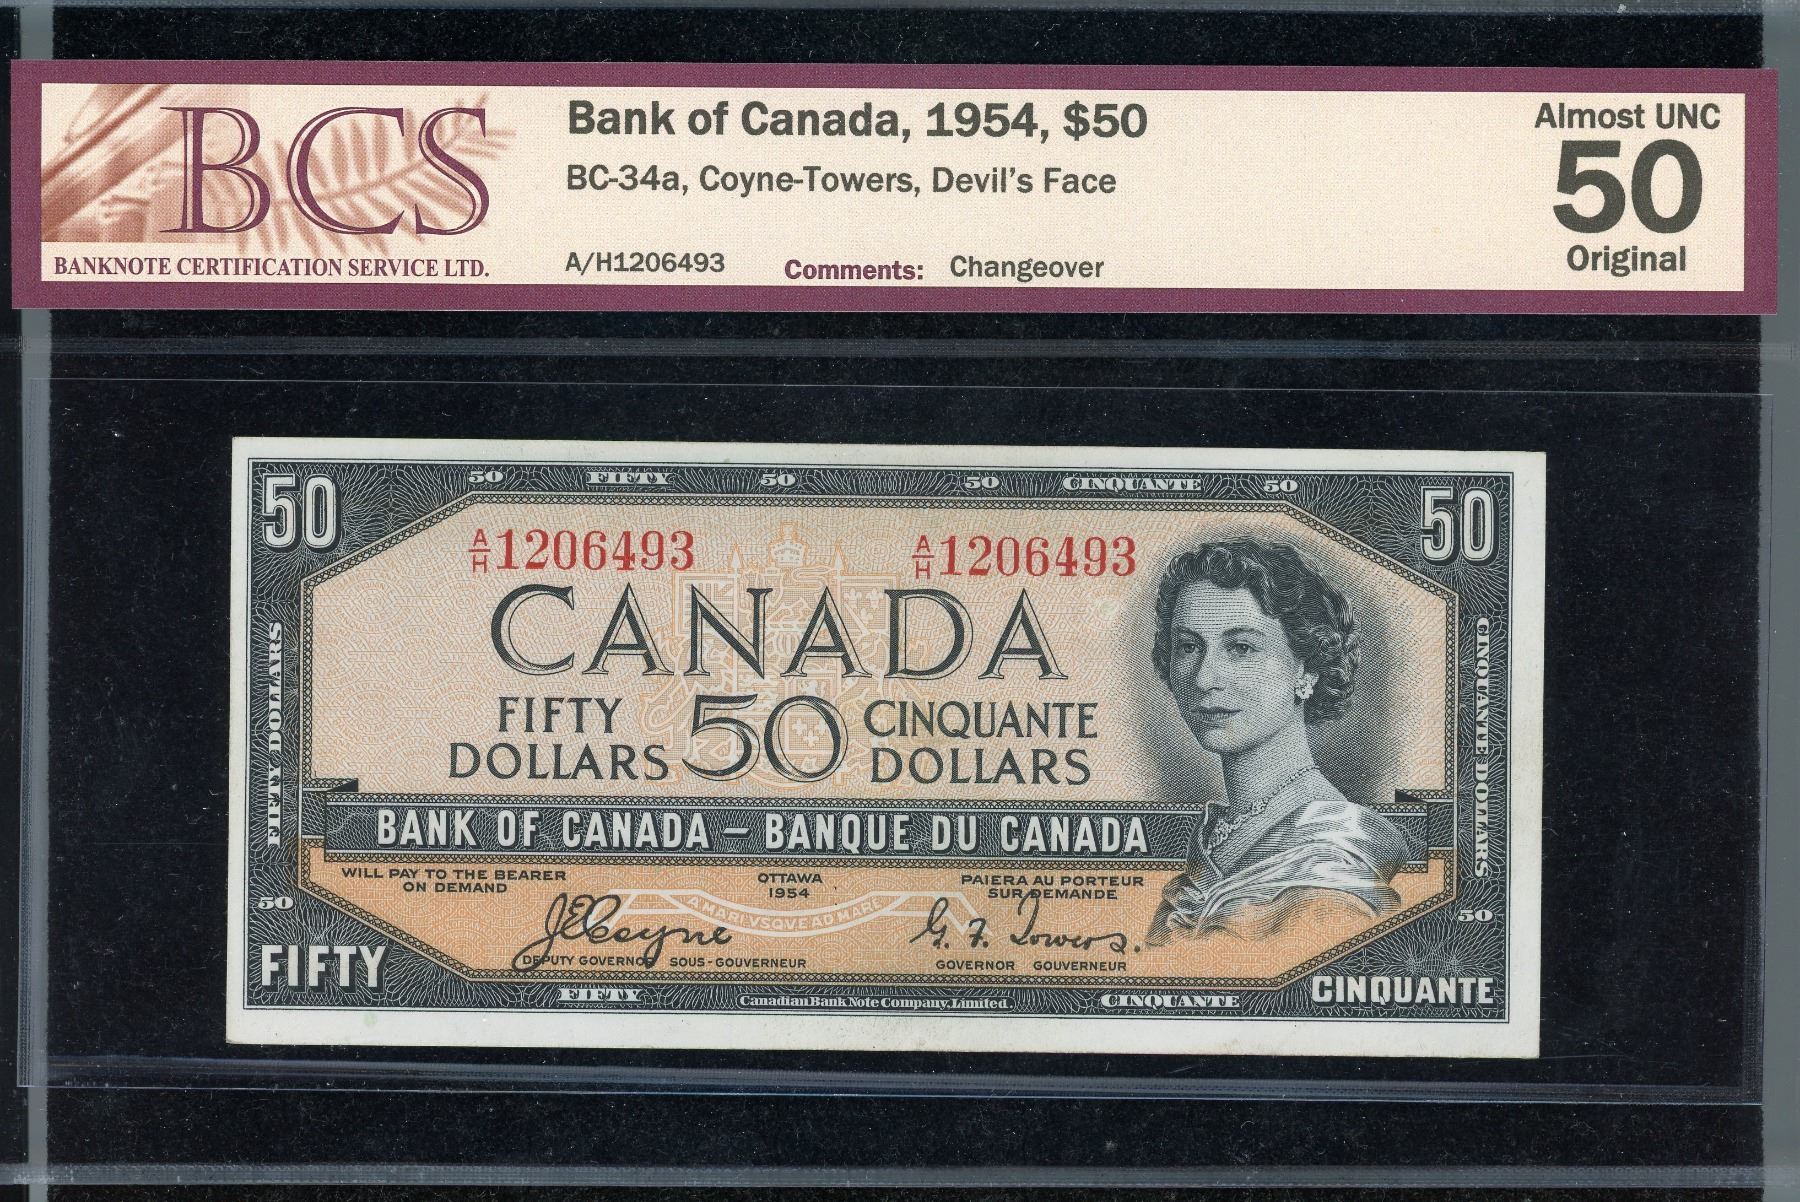 BCS
BANKNOTE CERTIFICATION SERVICE LTD.
Bank of Canada, 1954, $50
BC-34a, Coyne-Towers, Devil's Face
A/H1206493 Comments: Changeover
Almost UNC
50
Original
50 FIFTY 50 50 CINQUANTE 50
50 50
A/H 1206493 A/H 1206493
CANADA
FIFTY DOLLARS
50
CINQUANTE DOLLARS
FIFTY DOLLARS
CINQUANTE DOLLARS
BANK OF CANADA – BANQUE DU CANADA
WILL PAY TO THE BEARER
ON DEMAND
OTTAWA
1954
PAIERA AU PORTEUR
SUR DEMANDE
A MARI VSQVE AD MARE
50 50
J E Coyne
G. F. Towers.
DEPUTY GOVERNOR SOUS-GOUVERNEUR
GOVERNOR GOUVERNEUR
FIFTY CINQUANTE
FIFTY Canadian Bank Note Company, Limited CINQUANTE